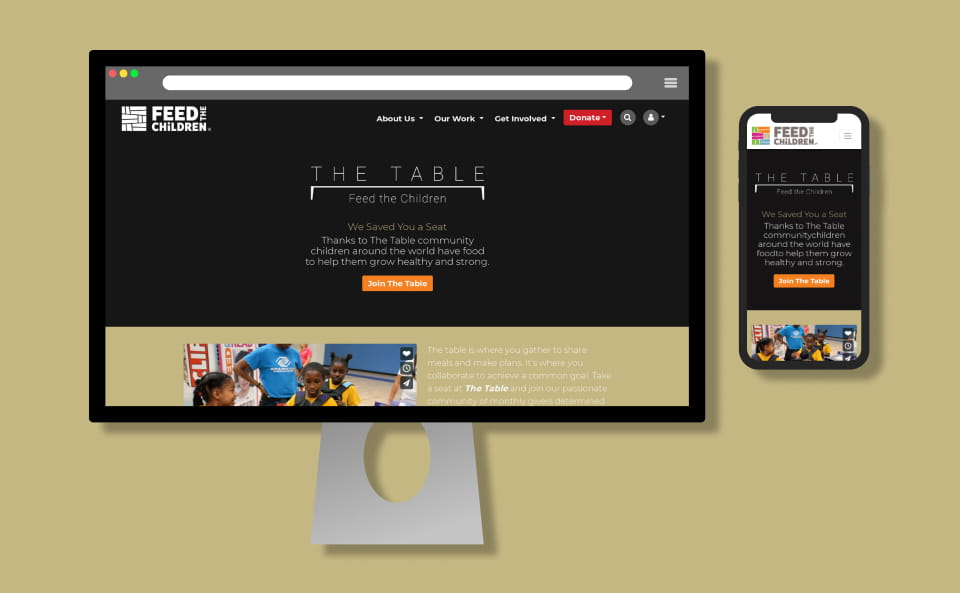 FEED THE CHiLDREN®
About Us
Our Work
Get Involved
Donate
THE TABLE
Feed the Children
We Saved You a Seat
Thanks to The Table community
children around the world have food
to help them grow healthy and strong.
Join The Table
The table is where you gather to share
meals and make plans. It's where you
collaborate to achieve a common goal. Take
a seat at The Table and join our passionate
community of monthly givers determined
FEED THE CHiLDREN
THE TABLE
Feed the Children
We Saved You a Seat
Thanks to The Table
communitychildren
around the world have
foodto help them grow
healthy and strong.
Join The Table